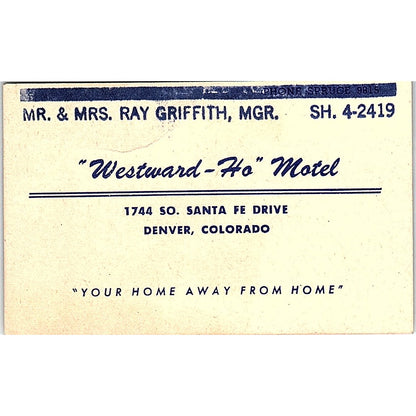 PHONE SPRUCE 9815
MR. & MRS. RAY GRIFFITH, MGR. SH. 4-2419
"Westward-Ho" Motel
1744 SO. SANTA FE DRIVE
DENVER, COLORADO
"YOUR HOME AWAY FROM HOME"